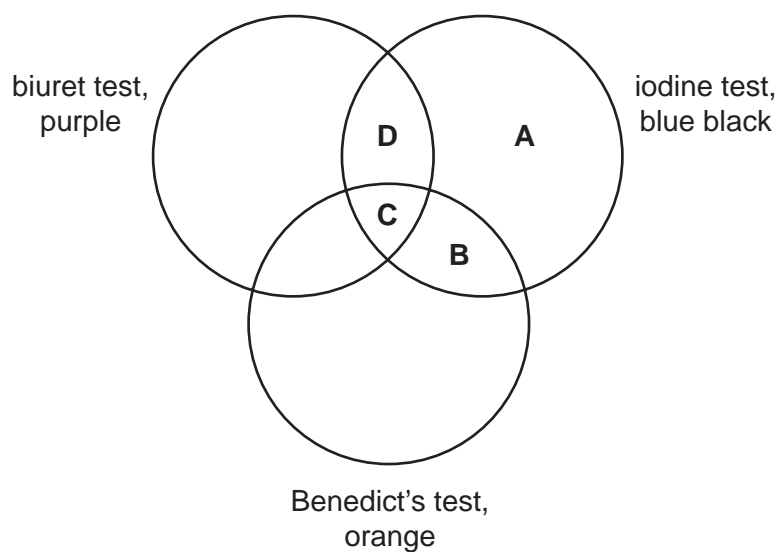 biuret test,
purple
iodine test,
blue black
D
A
C
B
Benedict's test,
orange